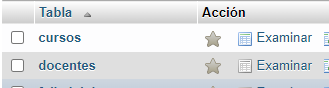 Tabla Acción
cursos Examinar
docentes Examinar